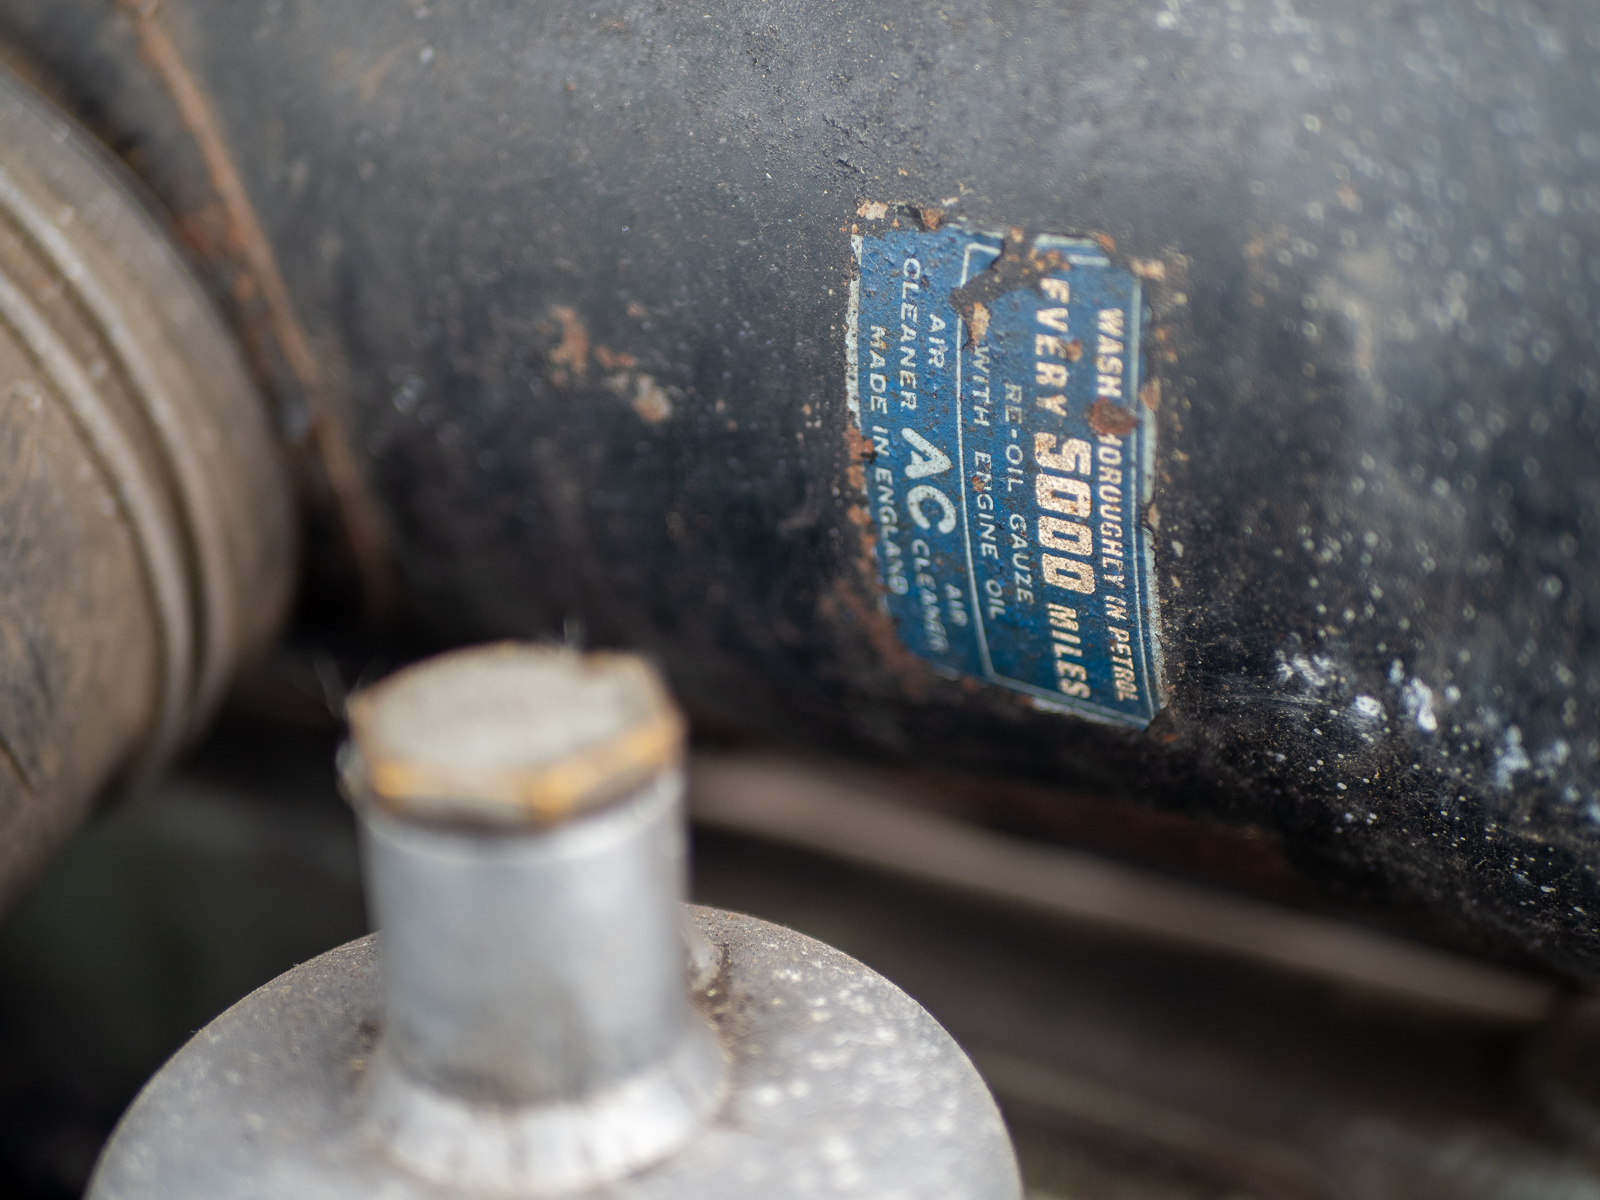 WASH THOROUGHLY IN PETROL
EVERY 5000 MILES
RE-OIL GAUZE
WITH ENGINE OIL
AIR CLEANER AC AIR CLEANER
MADE IN ENGLAND